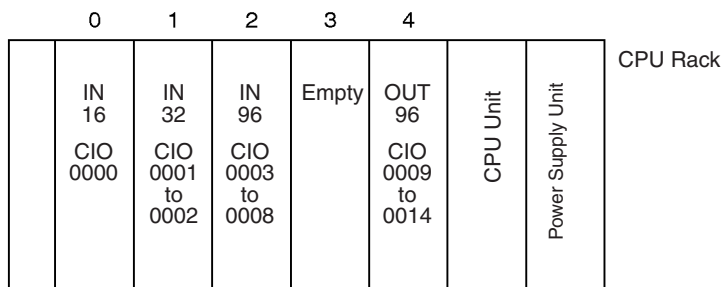 0 1 2 3 4
CPU Rack
IN
16
CIO
0000
IN
32
CIO
0001
to
0002
IN
96
CIO
0003
to
0008
Empty
OUT
96
CIO
0009
to
0014
CPU Unit
Power Supply Unit